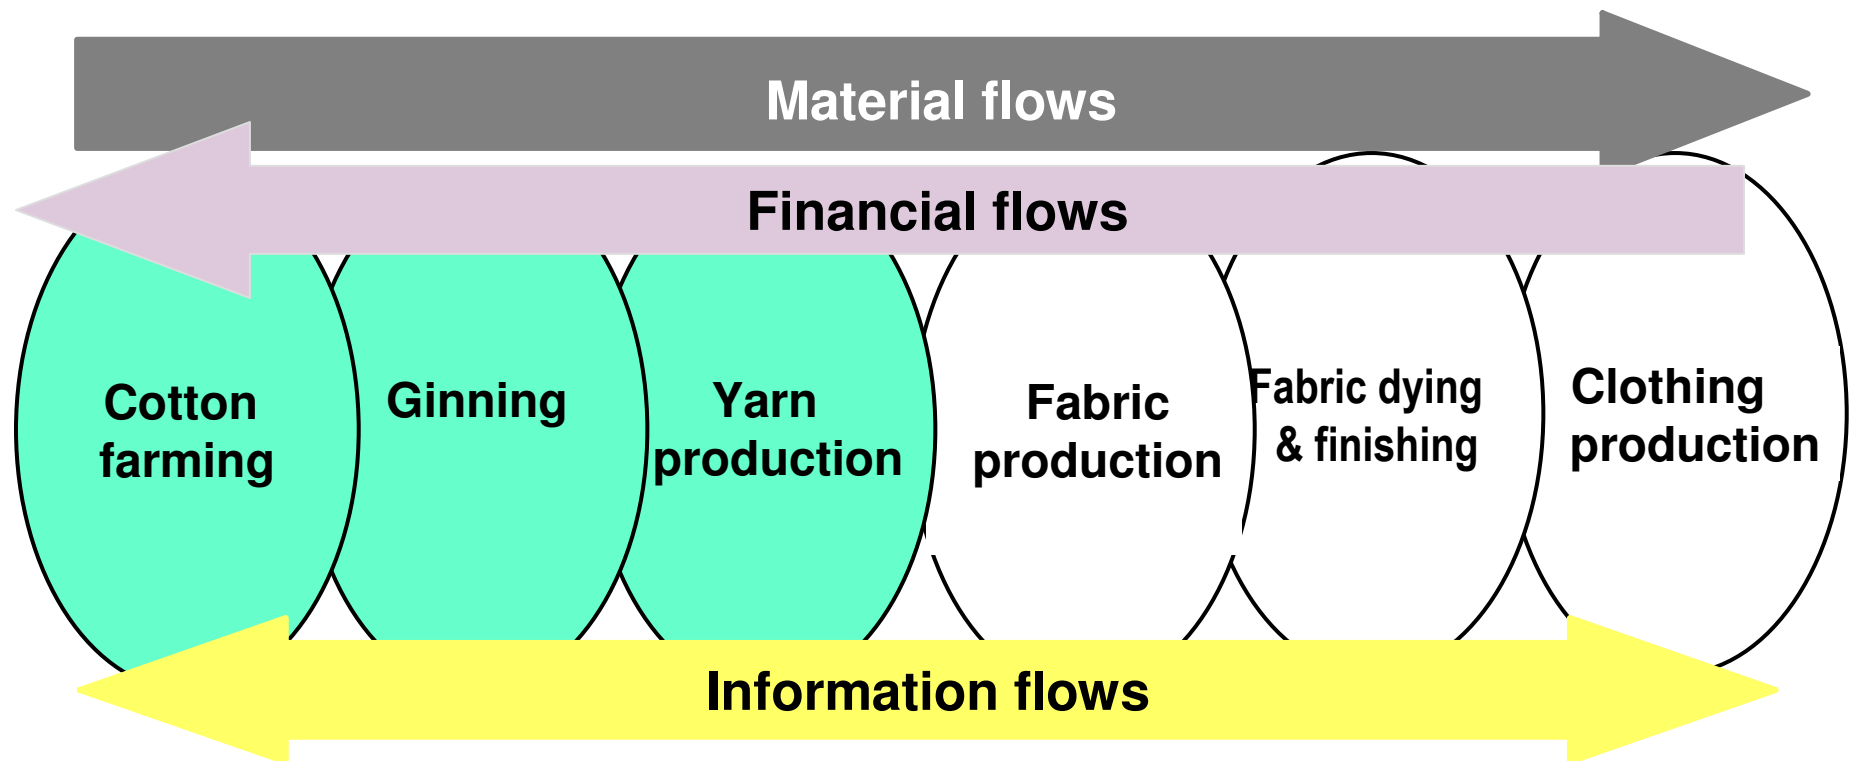 Material flows
Financial flows
Cotton
farming
Ginning
Yarn
production
Fabric
production
Fabric dying
& finishing
Clothing
production
Information flows